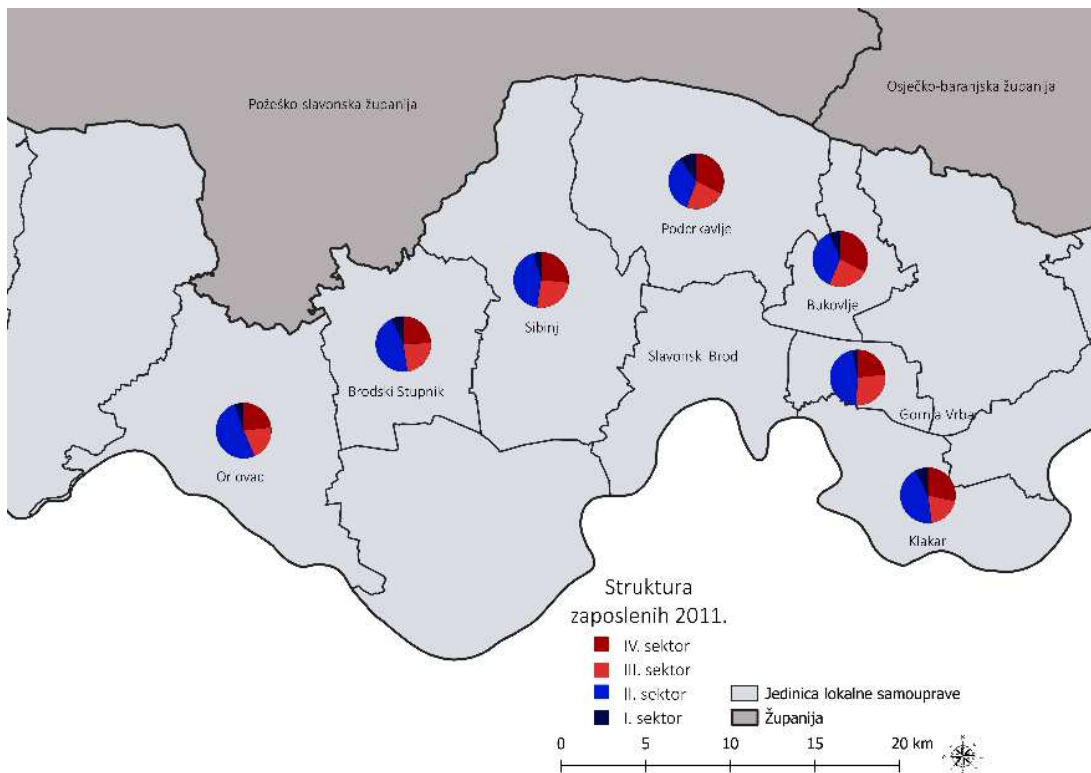 Požeško-slavonska županija
Osječko-baranjska županija
Podcrkavlje
Bukovlje
Sibinj
Slavonski Brod
Brodski Stupnik
Gornja Vrba
Oriovac
Klakar
Struktura
zaposlenih 2011.
IV. sektor
III. sektor
II. sektor
I. sektor
Jedinica lokalne samouprave
Županija
0 5 10 15 20 km